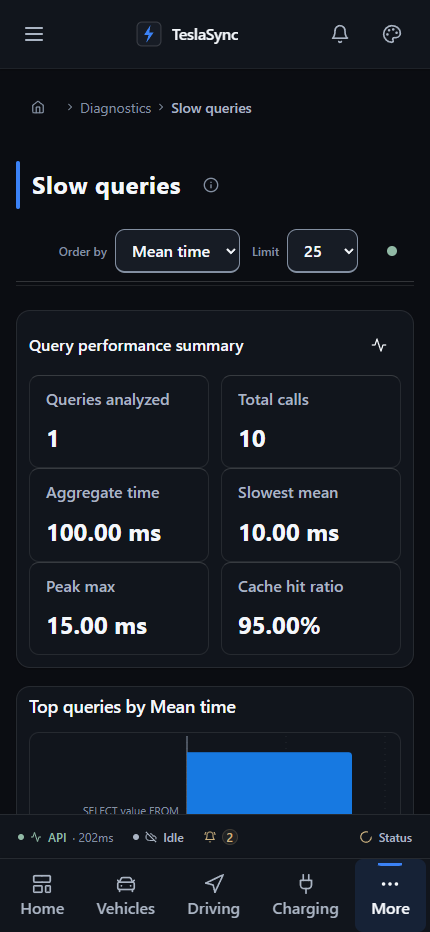 TeslaSync
Diagnostics
Slow queries
Slow queries
Order by Mean time Limit 25
Query performance summary
Queries analyzed
1
Total calls
10
Aggregate time
100.00 ms
Slowest mean
10.00 ms
Peak max
15.00 ms
Cache hit ratio
95.00%
Top queries by Mean time
SELECT value FROM
API · 202ms Idle 2 Status
Home Vehicles Driving Charging More